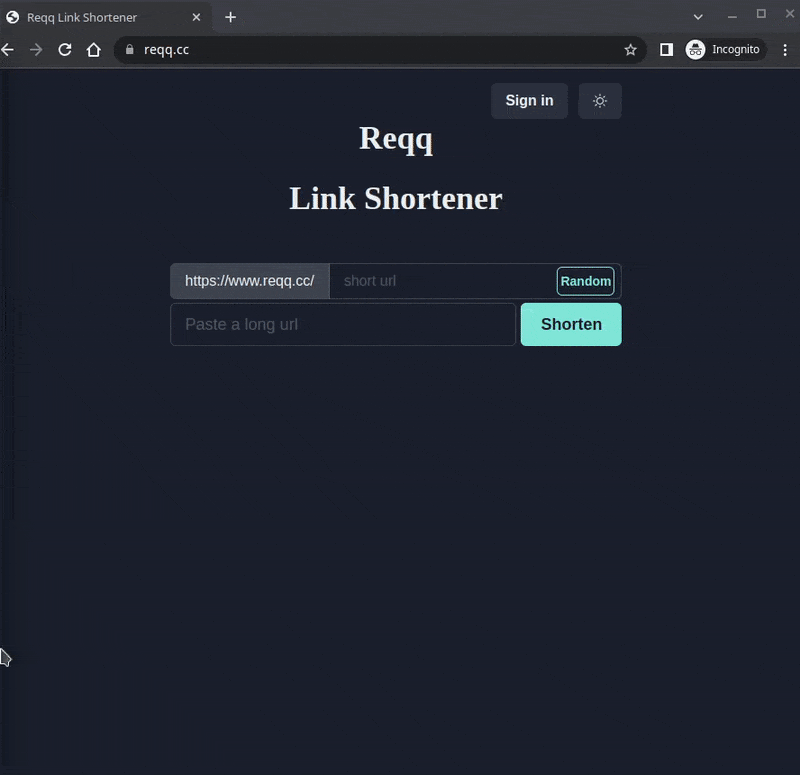 Reqq Link Shortener
reqq.cc
Incognito
Sign in
Reqq
Link Shortener
https://www.reqq.cc/ short url Random
Paste a long url Shorten